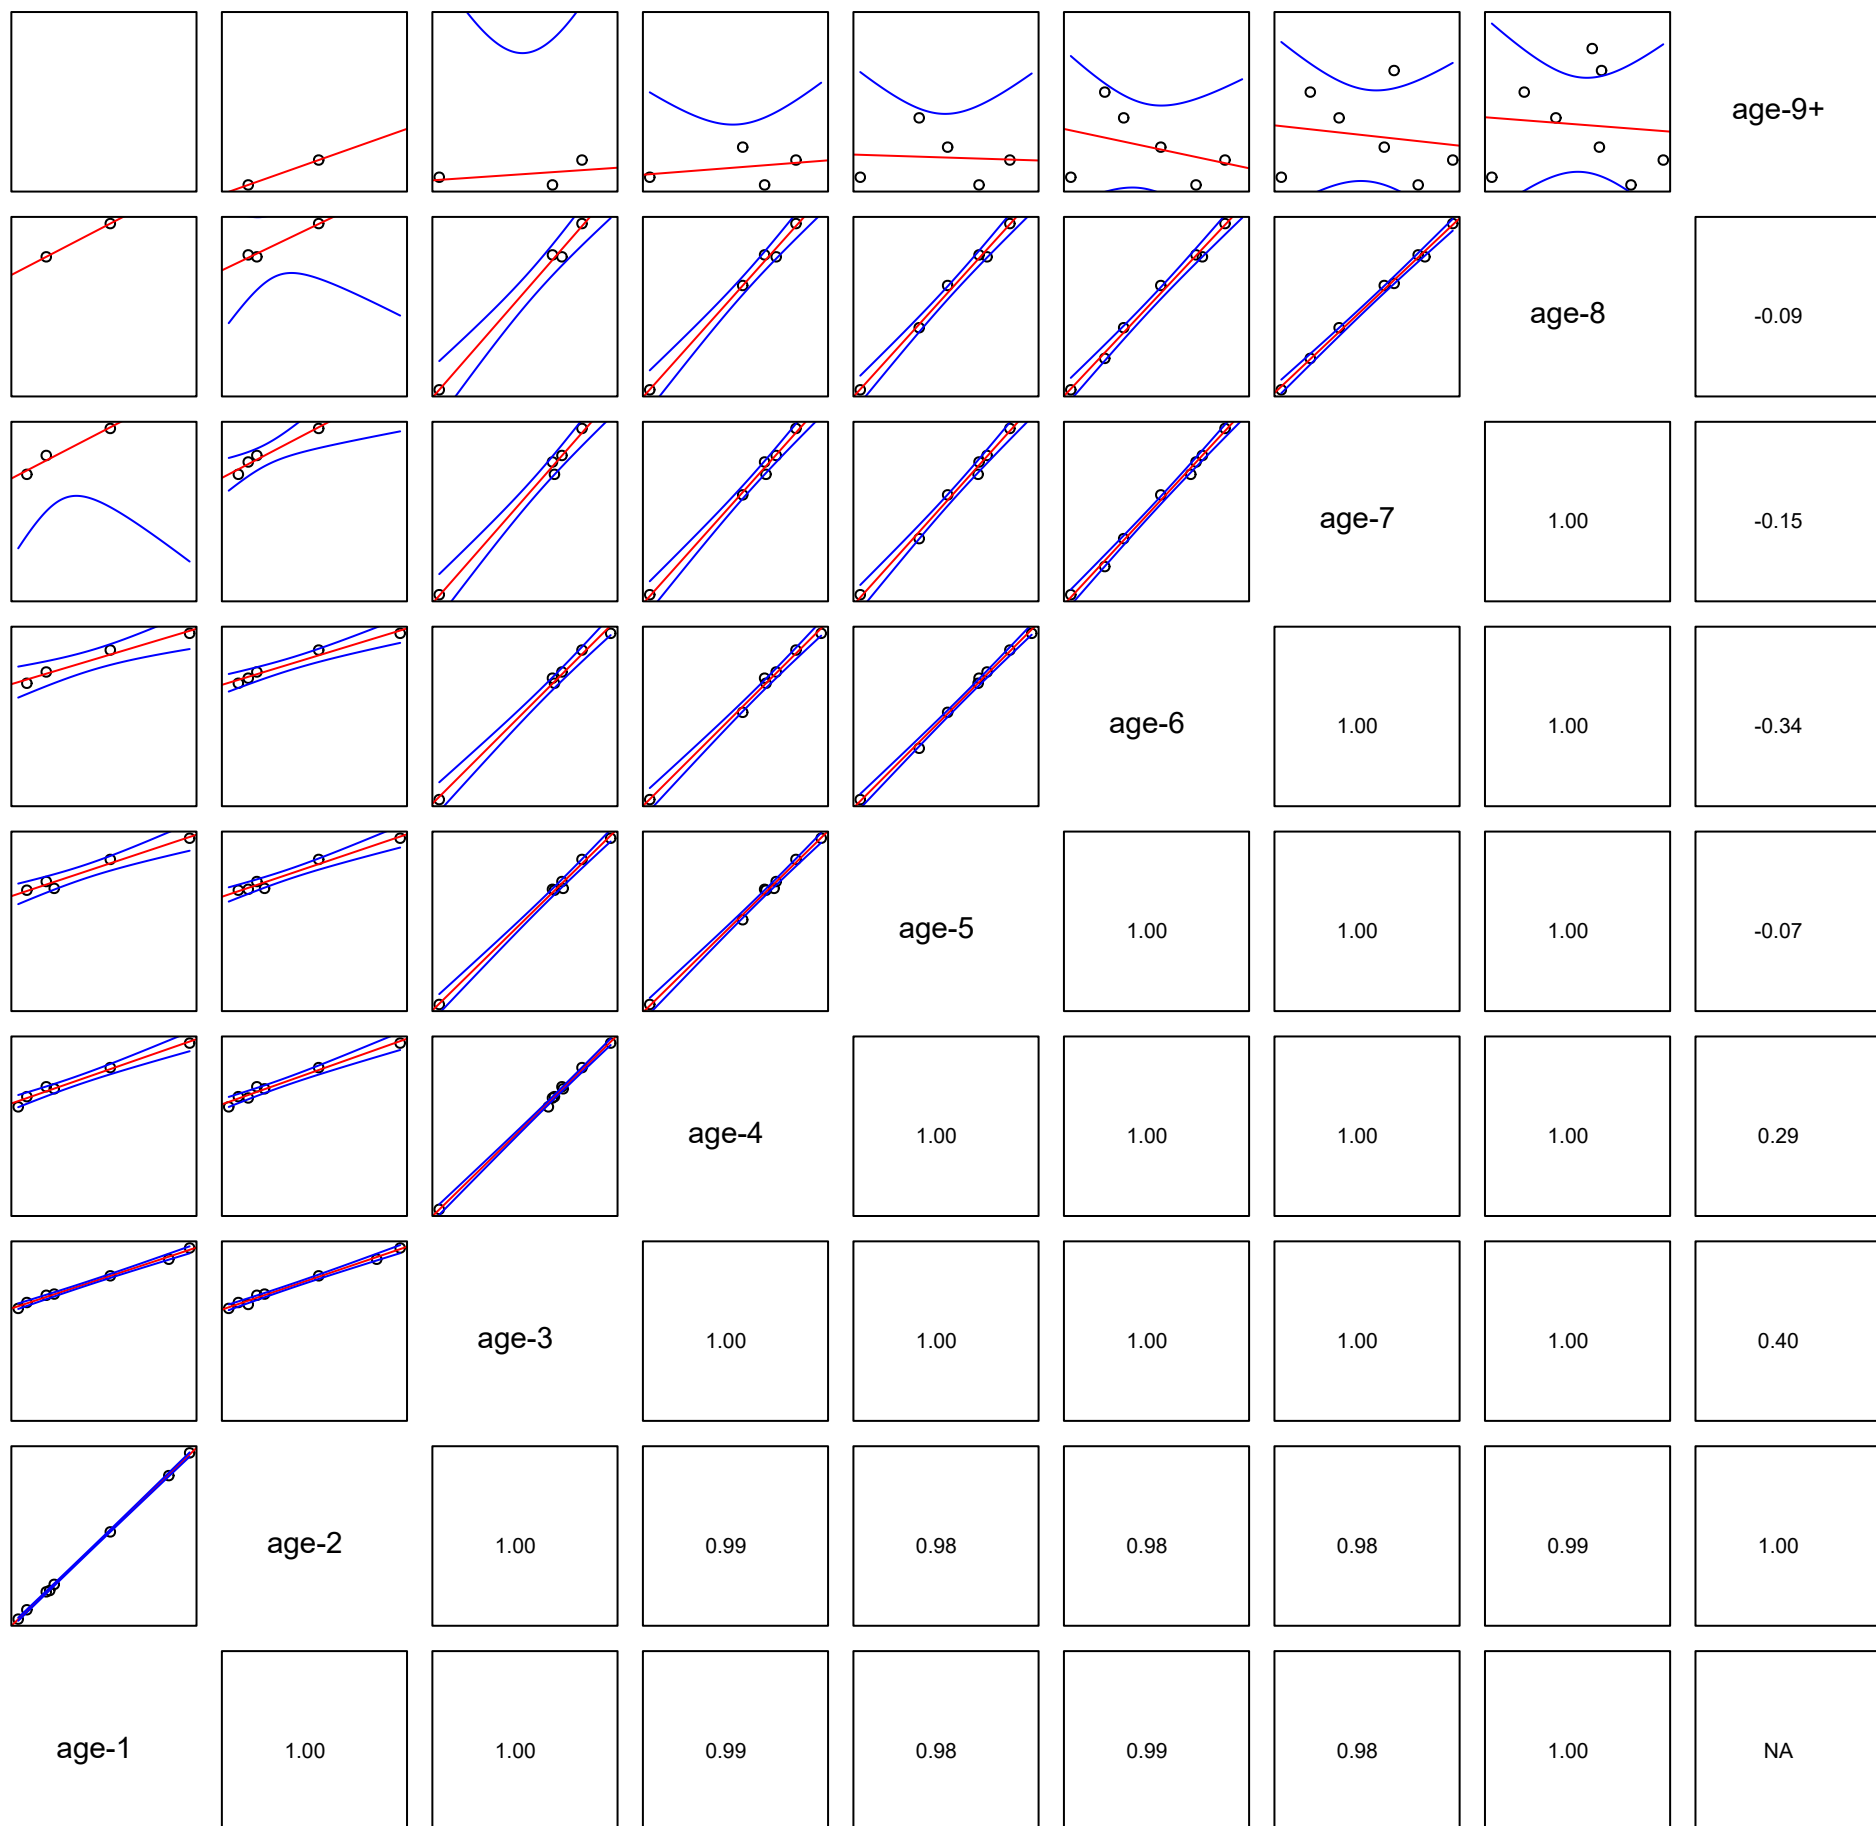 age-9+
age-8 -0.09
age-7 1.00 -0.15
age-6 1.00 1.00 -0.34
age-5 1.00 1.00 1.00 -0.07
age-4 1.00 1.00 1.00 1.00 0.29
age-3 1.00 1.00 1.00 1.00 1.00 0.40
age-2 1.00 0.99 0.98 0.98 0.98 0.99 1.00
age-1 1.00 1.00 0.99 0.98 0.99 0.98 1.00 NA